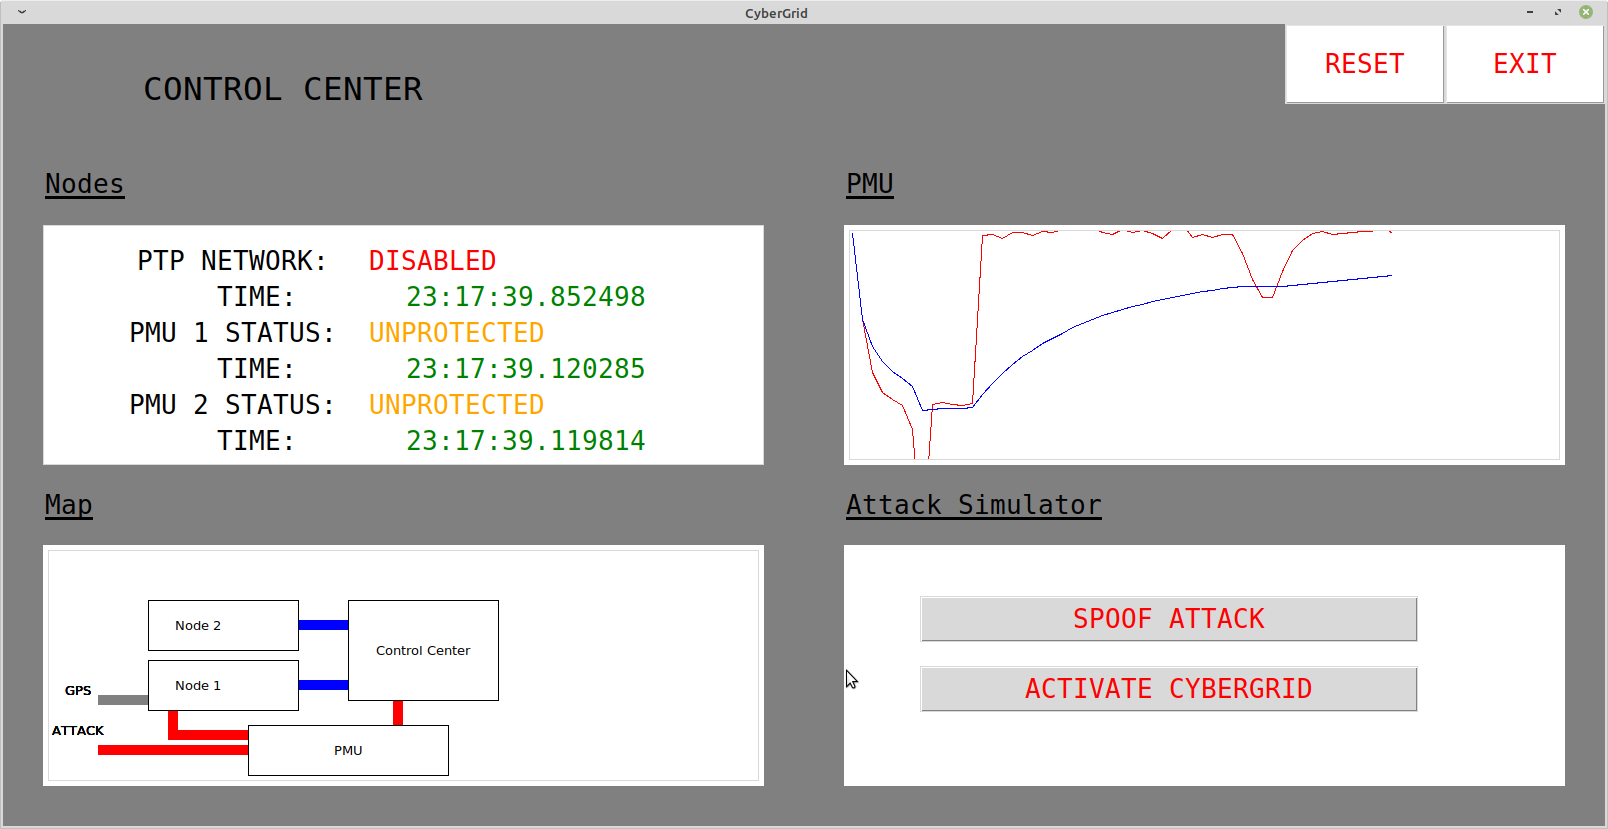 CyberGrid
RESET EXIT
CONTROL CENTER
Nodes
PTP NETWORK: DISABLED
TIME: 23:17:39.852498
PMU 1 STATUS: UNPROTECTED
TIME: 23:17:39.120285
PMU 2 STATUS: UNPROTECTED
TIME: 23:17:39.119814
PMU
Map
Node 2
Control Center
Node 1
GPS
ATTACK
PMU
Attack Simulator
SPOOF ATTACK
ACTIVATE CYBERGRID